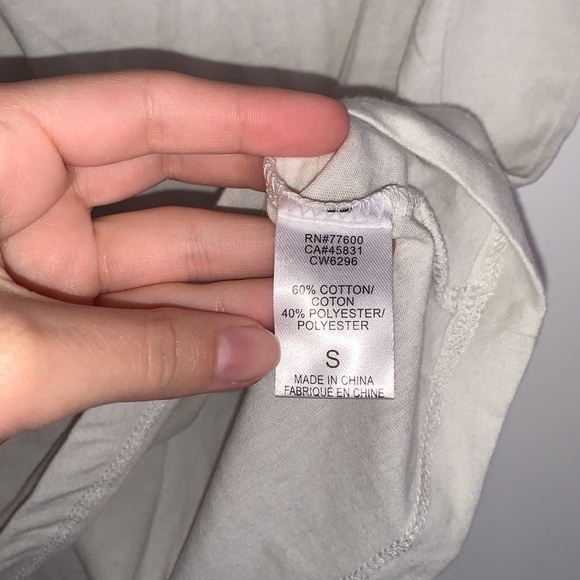 RN#77600
CA#45831
CW6296
60% COTTON/
COTON
40% POLYESTER/
POLYESTER
S
MADE IN CHINA
FABRIQUÉ EN CHINE